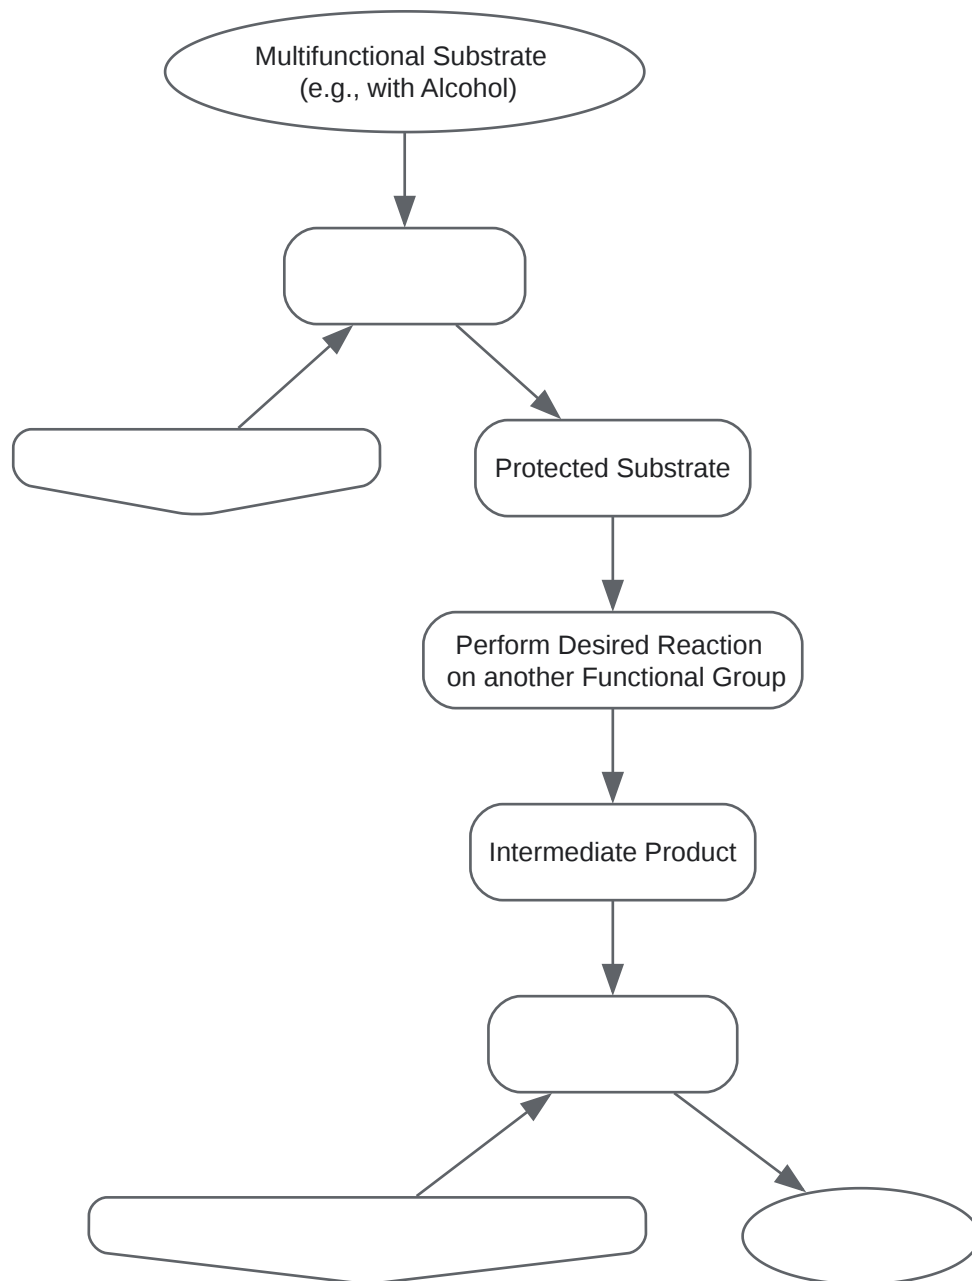 Multifunctional Substrate
(e.g., with Alcohol)
Protected Substrate
Perform Desired Reaction
on another Functional Group
Intermediate Product